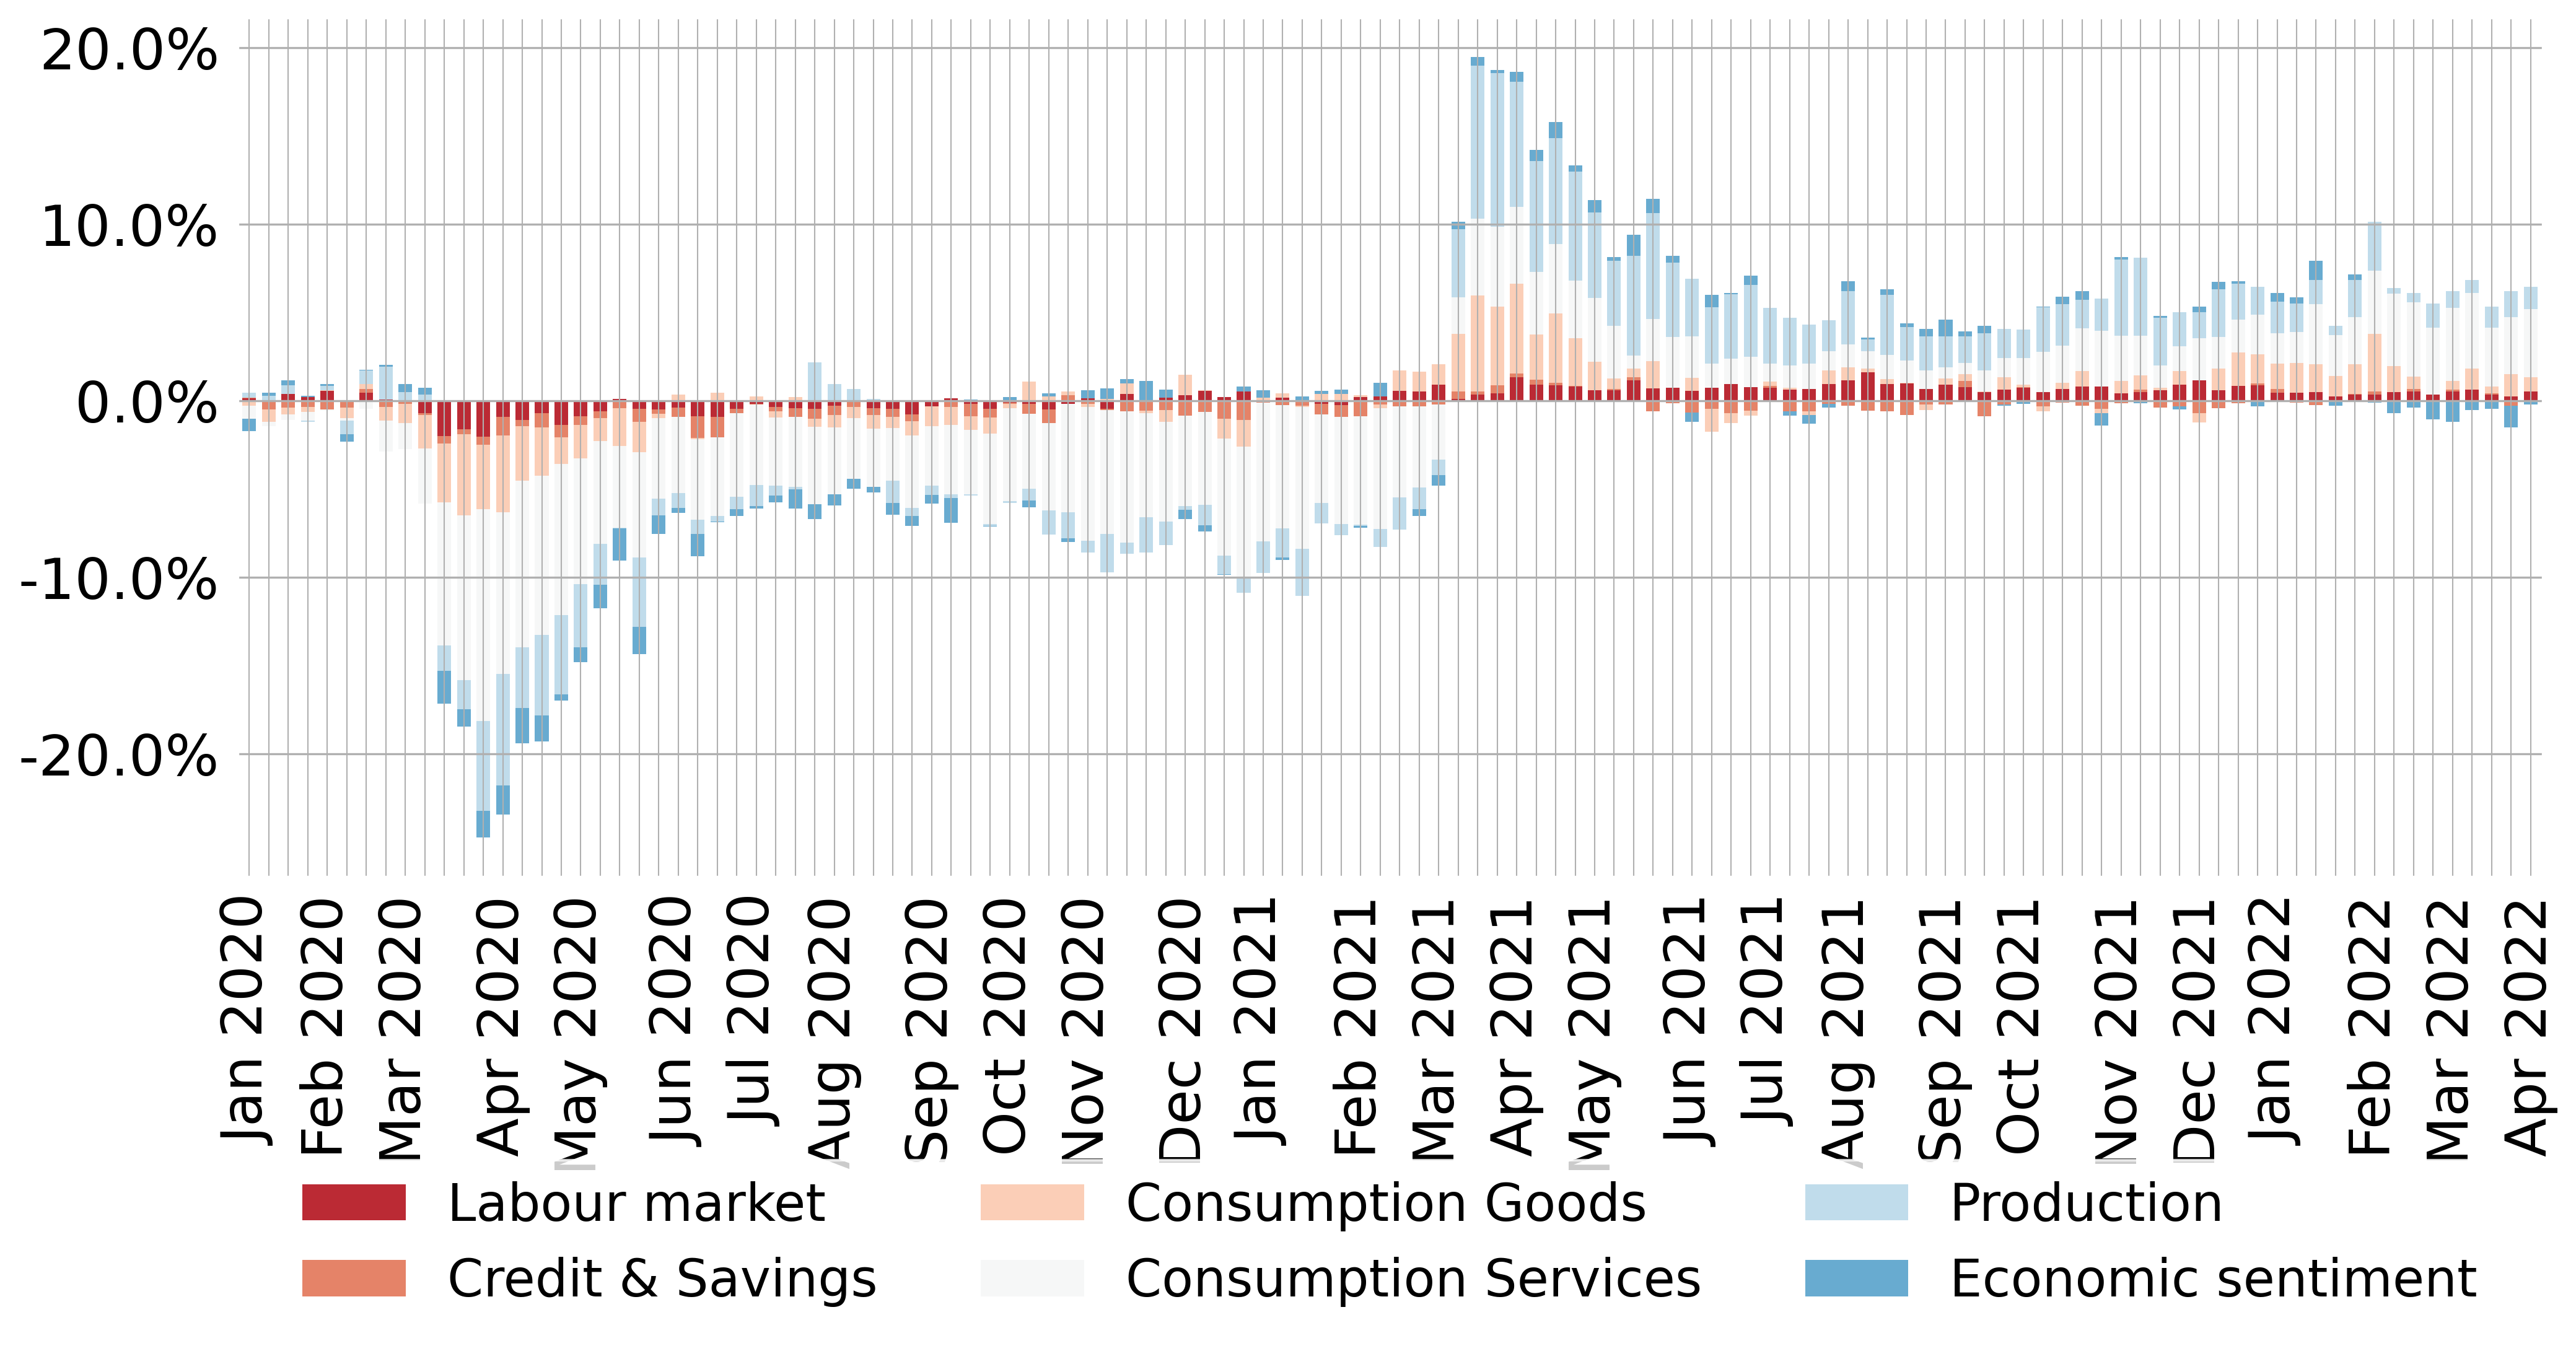 20.0%
10.0%
0.0%
-10.0%
-20.0%
Jan 2020
Feb 2020
Mar 2020
Apr 2020
May 2020
Jun 2020
Jul 2020
Aug 2020
Sep 2020
Oct 2020
Nov 2020
Dec 2020
Jan 2021
Feb 2021
Mar 2021
Apr 2021
May 2021
Jun 2021
Jul 2021
Aug 2021
Sep 2021
Oct 2021
Nov 2021
Dec 2021
Jan 2022
Feb 2022
Mar 2022
Apr 2022
Labour market
Consumption Goods
Production
Credit & Savings
Consumption Services
Economic sentiment